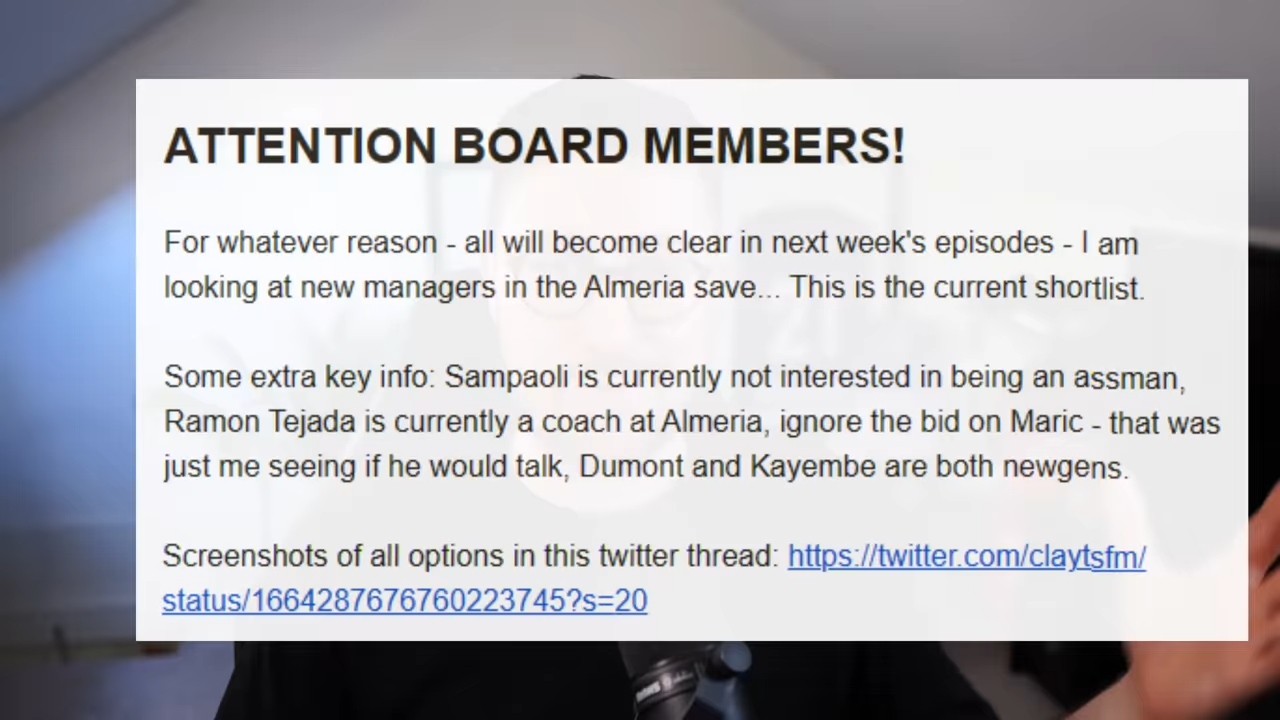 ATTENTION BOARD MEMBERS!
For whatever reason - all will become clear in next week's episodes - I am
looking at new managers in the Almeria save... This is the current shortlist.
Some extra key info: Sampaoli is currently not interested in being an assman,
Ramon Tejada is currently a coach at Almeria, ignore the bid on Maric - that was
just me seeing if he would talk, Dumont and Kayembe are both newgens.
Screenshots of all options in this twitter thread: https://twitter.com/claytsfm/
status/1664287676760223745?s=20